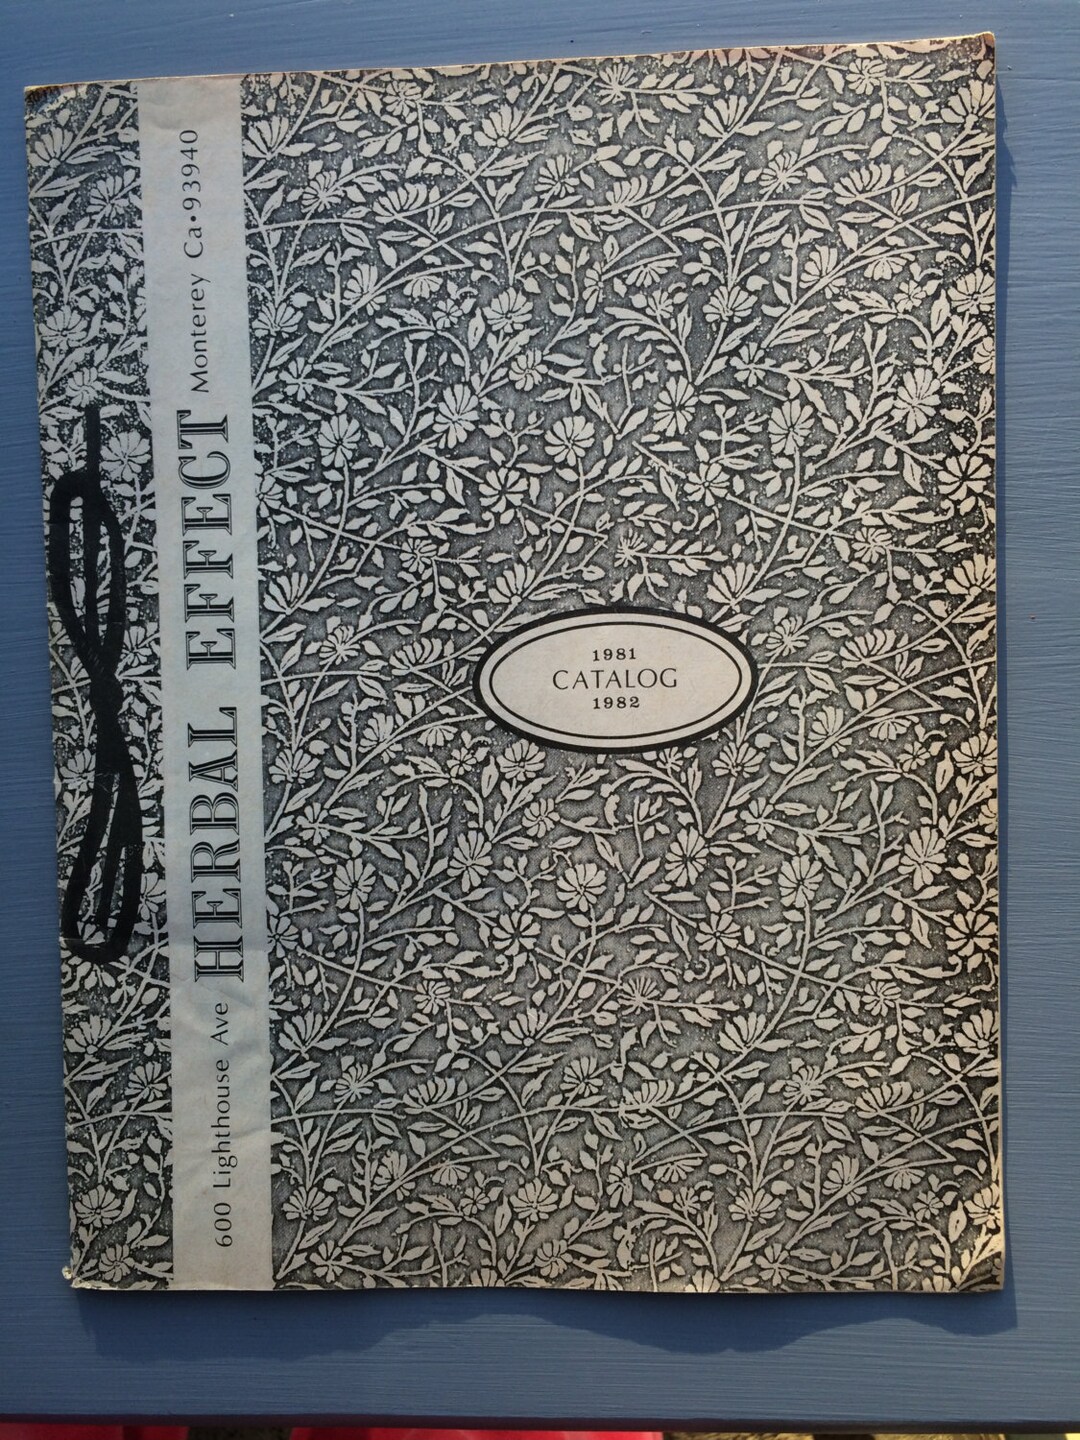 600 Lighthouse Ave HERBAL EFFECT Monterey Ca • 93940
1981
CATALOG
1982